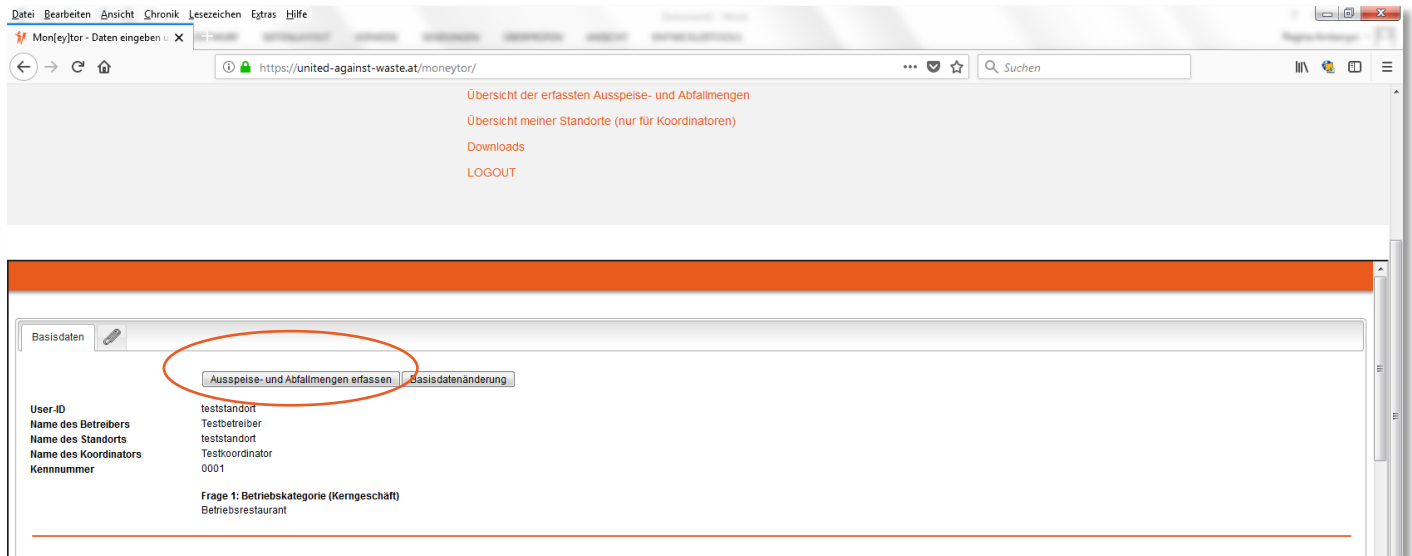 Datei Bearbeiten Ansicht Chronik Lesezeichen Extras Hilfe
Mon[ey]tor - Daten eingeben u
https://united-against-waste.at/moneytor/
Suchen
Übersicht der erfassten Ausspeise- und Abfallmengen
Übersicht meiner Standorte (nur für Koordinatoren)
Downloads
LOGOUT
Basisdaten
Ausspeise- und Abfallmengen erfassen Basisdatenänderung
User-ID teststandort
Name des Betreibers Testbetreiber
Name des Standorts teststandort
Name des Koordinators Testkoordinator
Kennnummer 0001
Frage 1: Betriebskategorie (Kerngeschäft)
Betriebsrestaurant